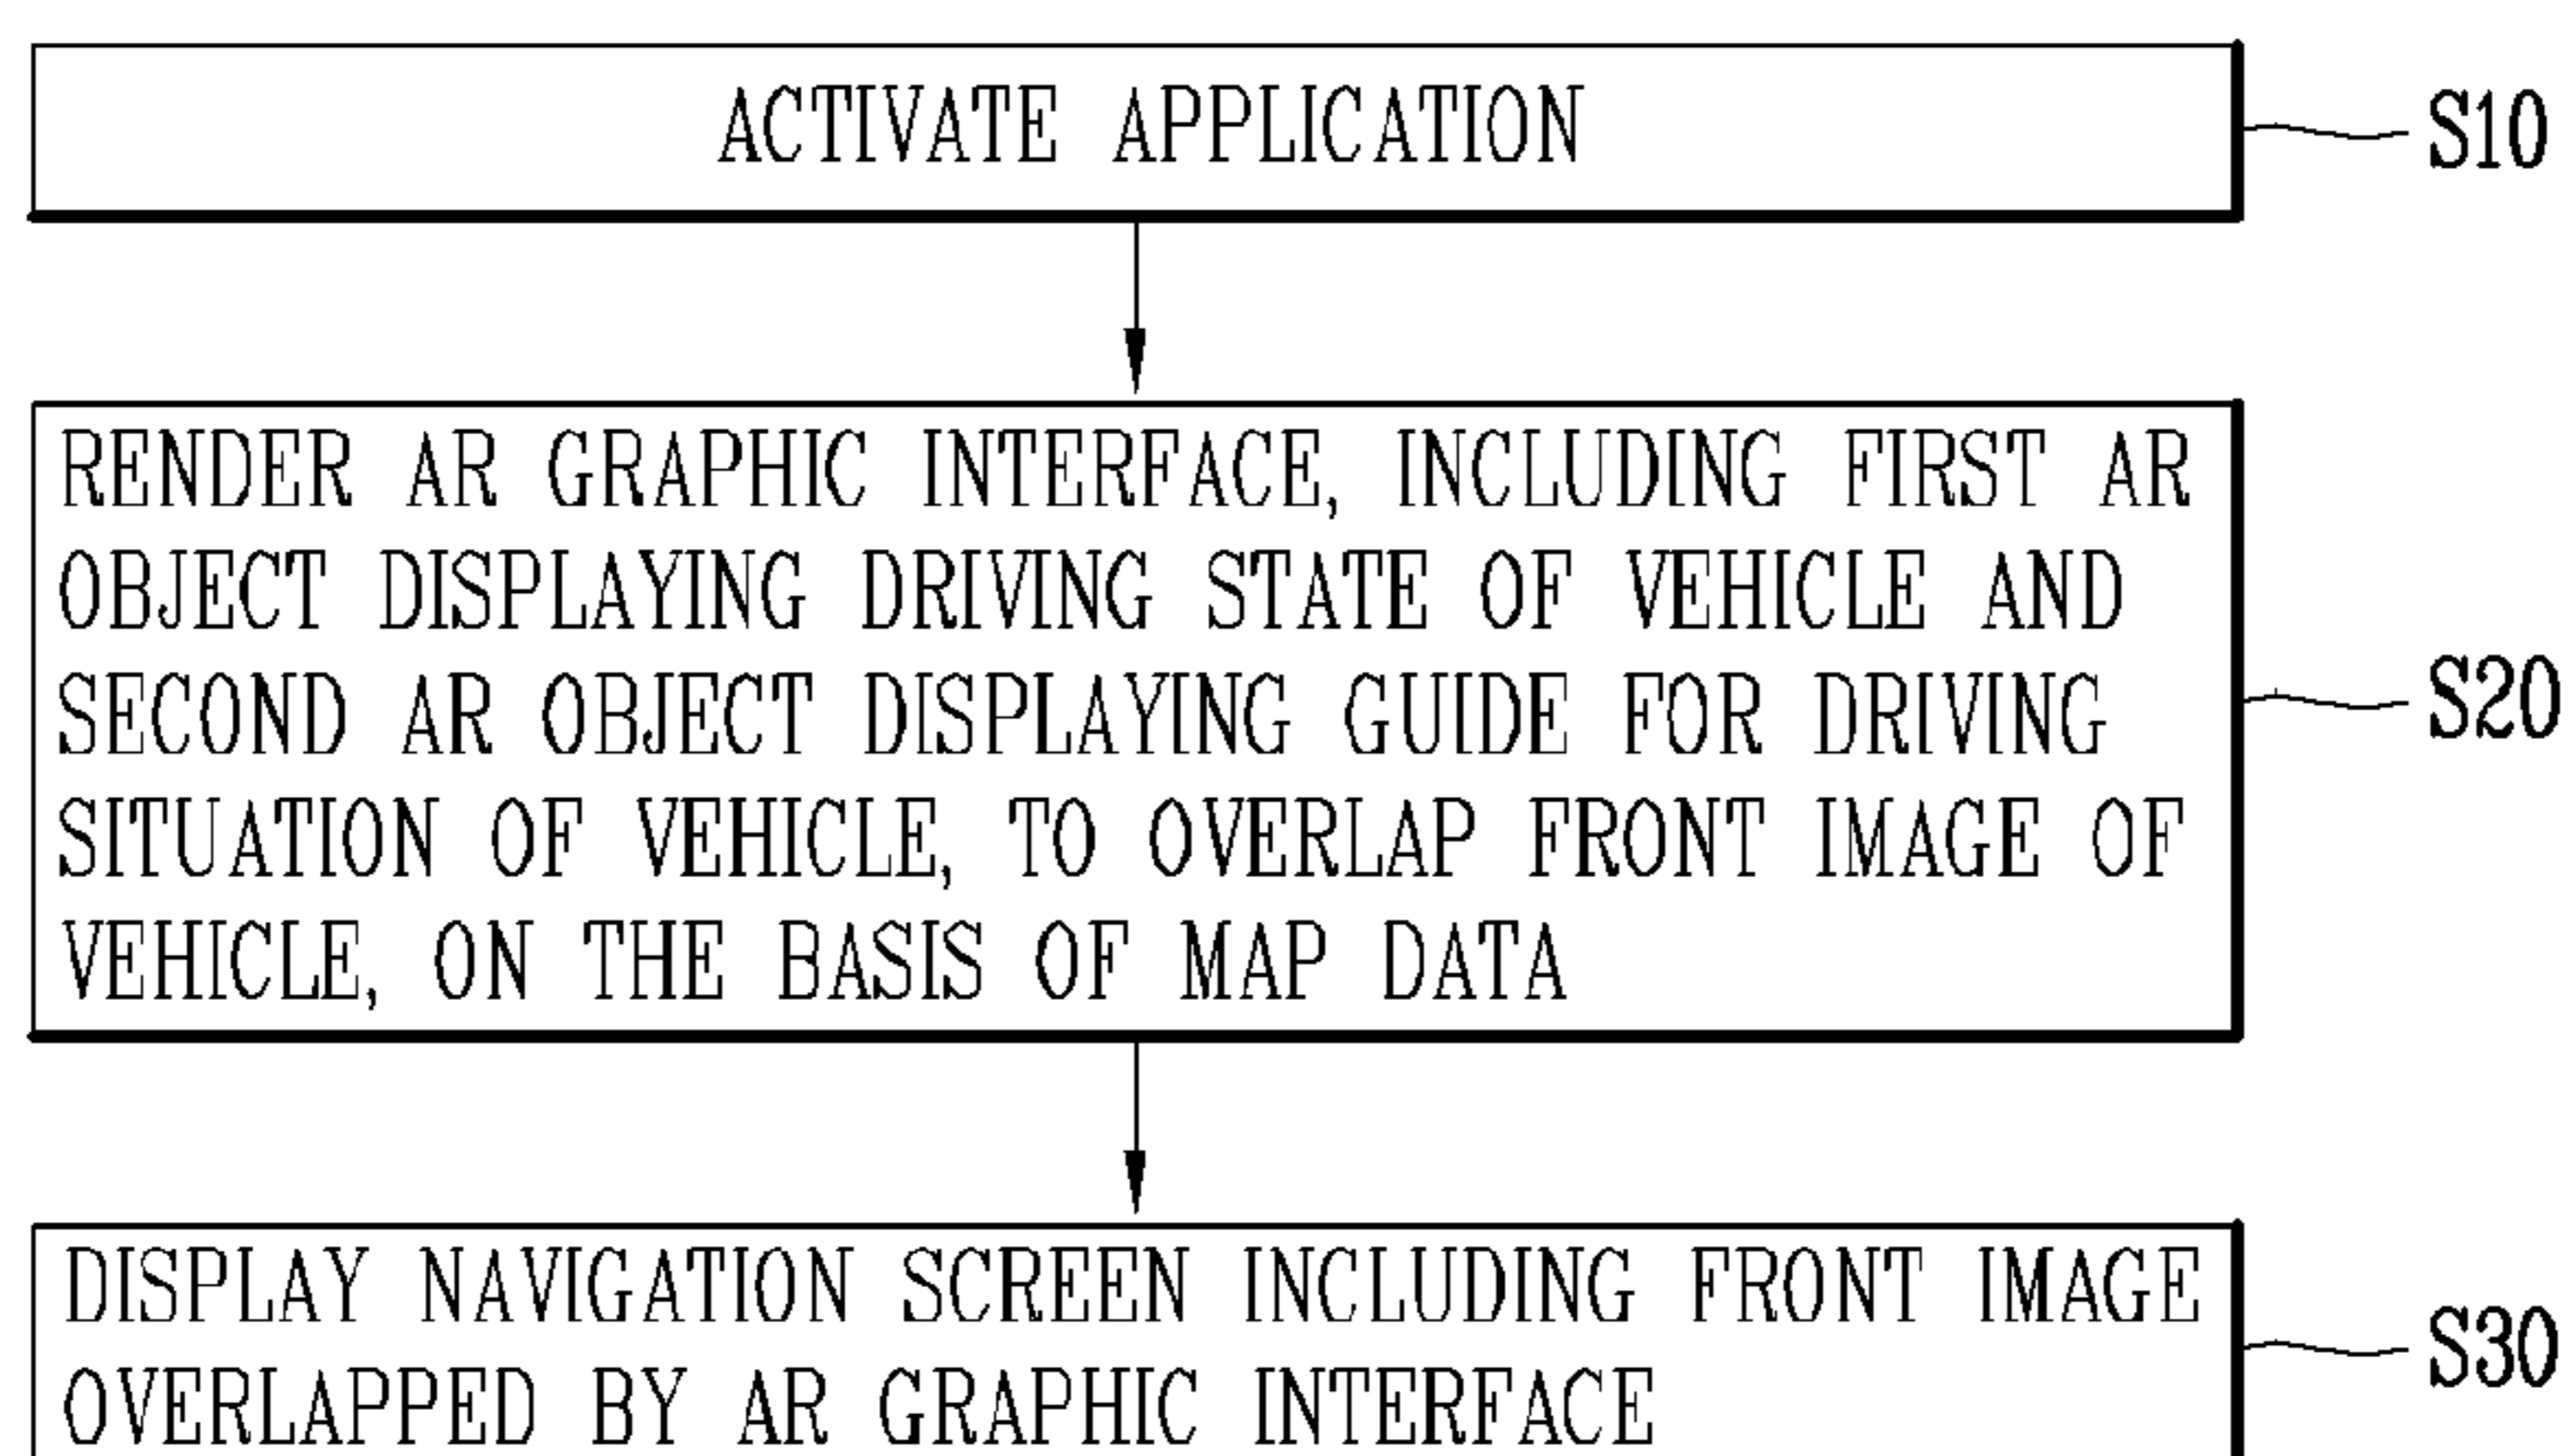 ACTIVATE APPLICATION
S10
RENDER AR GRAPHIC INTERFACE, INCLUDING FIRST AR
OBJECT DISPLAYING DRIVING STATE OF VEHICLE AND
SECOND AR OBJECT DISPLAYING GUIDE FOR DRIVING
SITUATION OF VEHICLE, TO OVERLAP FRONT IMAGE OF
VEHICLE, ON THE BASIS OF MAP DATA
S20
DISPLAY NAVIGATION SCREEN INCLUDING FRONT IMAGE
OVERLAPPED BY AR GRAPHIC INTERFACE
S30